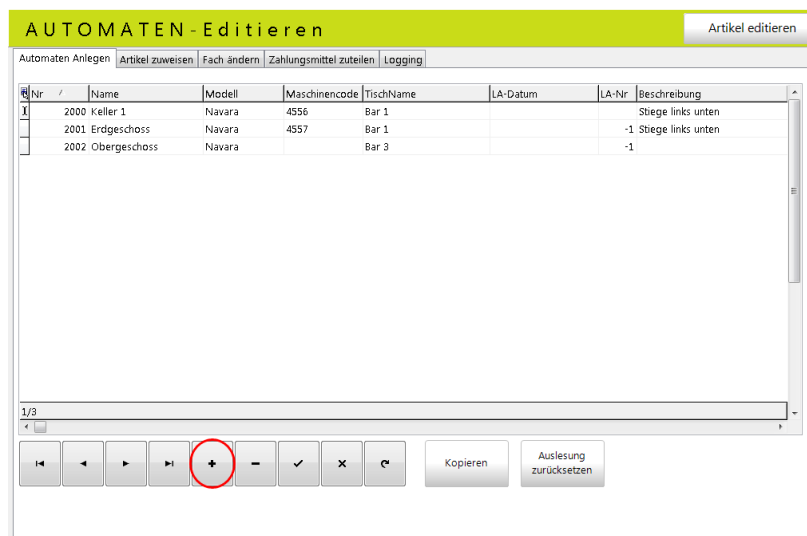 AUTOMATEN-Editieren
Artikel editieren
Automaten Anlegen Artikel zuweisen Fach ändern Zahlungsmittel zuteilen Logging
Nr Name Modell Maschinencode TischName LA-Datum LA-Nr Beschreibung
2000 Keller 1 Navara 4556 Bar 1 Stiege links unten
2001 Erdgeschoss Navara 4557 Bar 1 -1 Stiege links unten
2002 Obergeschoss Navara Bar 3 -1
1/3
Kopieren
Auslesung
zurücksetzen